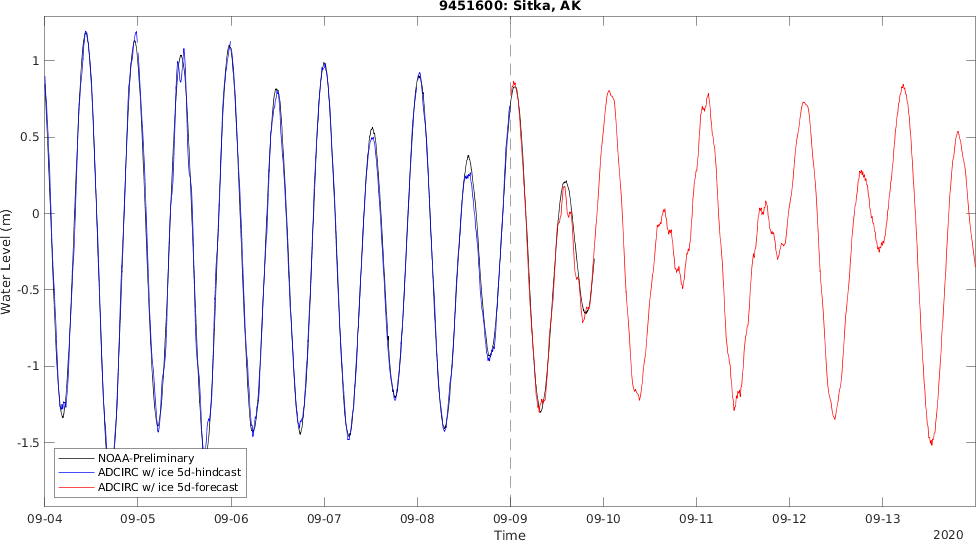 9451600: Sitka, AK
Water Level (m)
1
0.5
0
-0.5
-1
-1.5
NOAA-Preliminary
ADCIRC w/ ice 5d-hindcast
ADCIRC w/ ice 5d-forecast
09-04 09-05 09-06 09-07 09-08 09-09 09-10 09-11 09-12 09-13
Time
2020